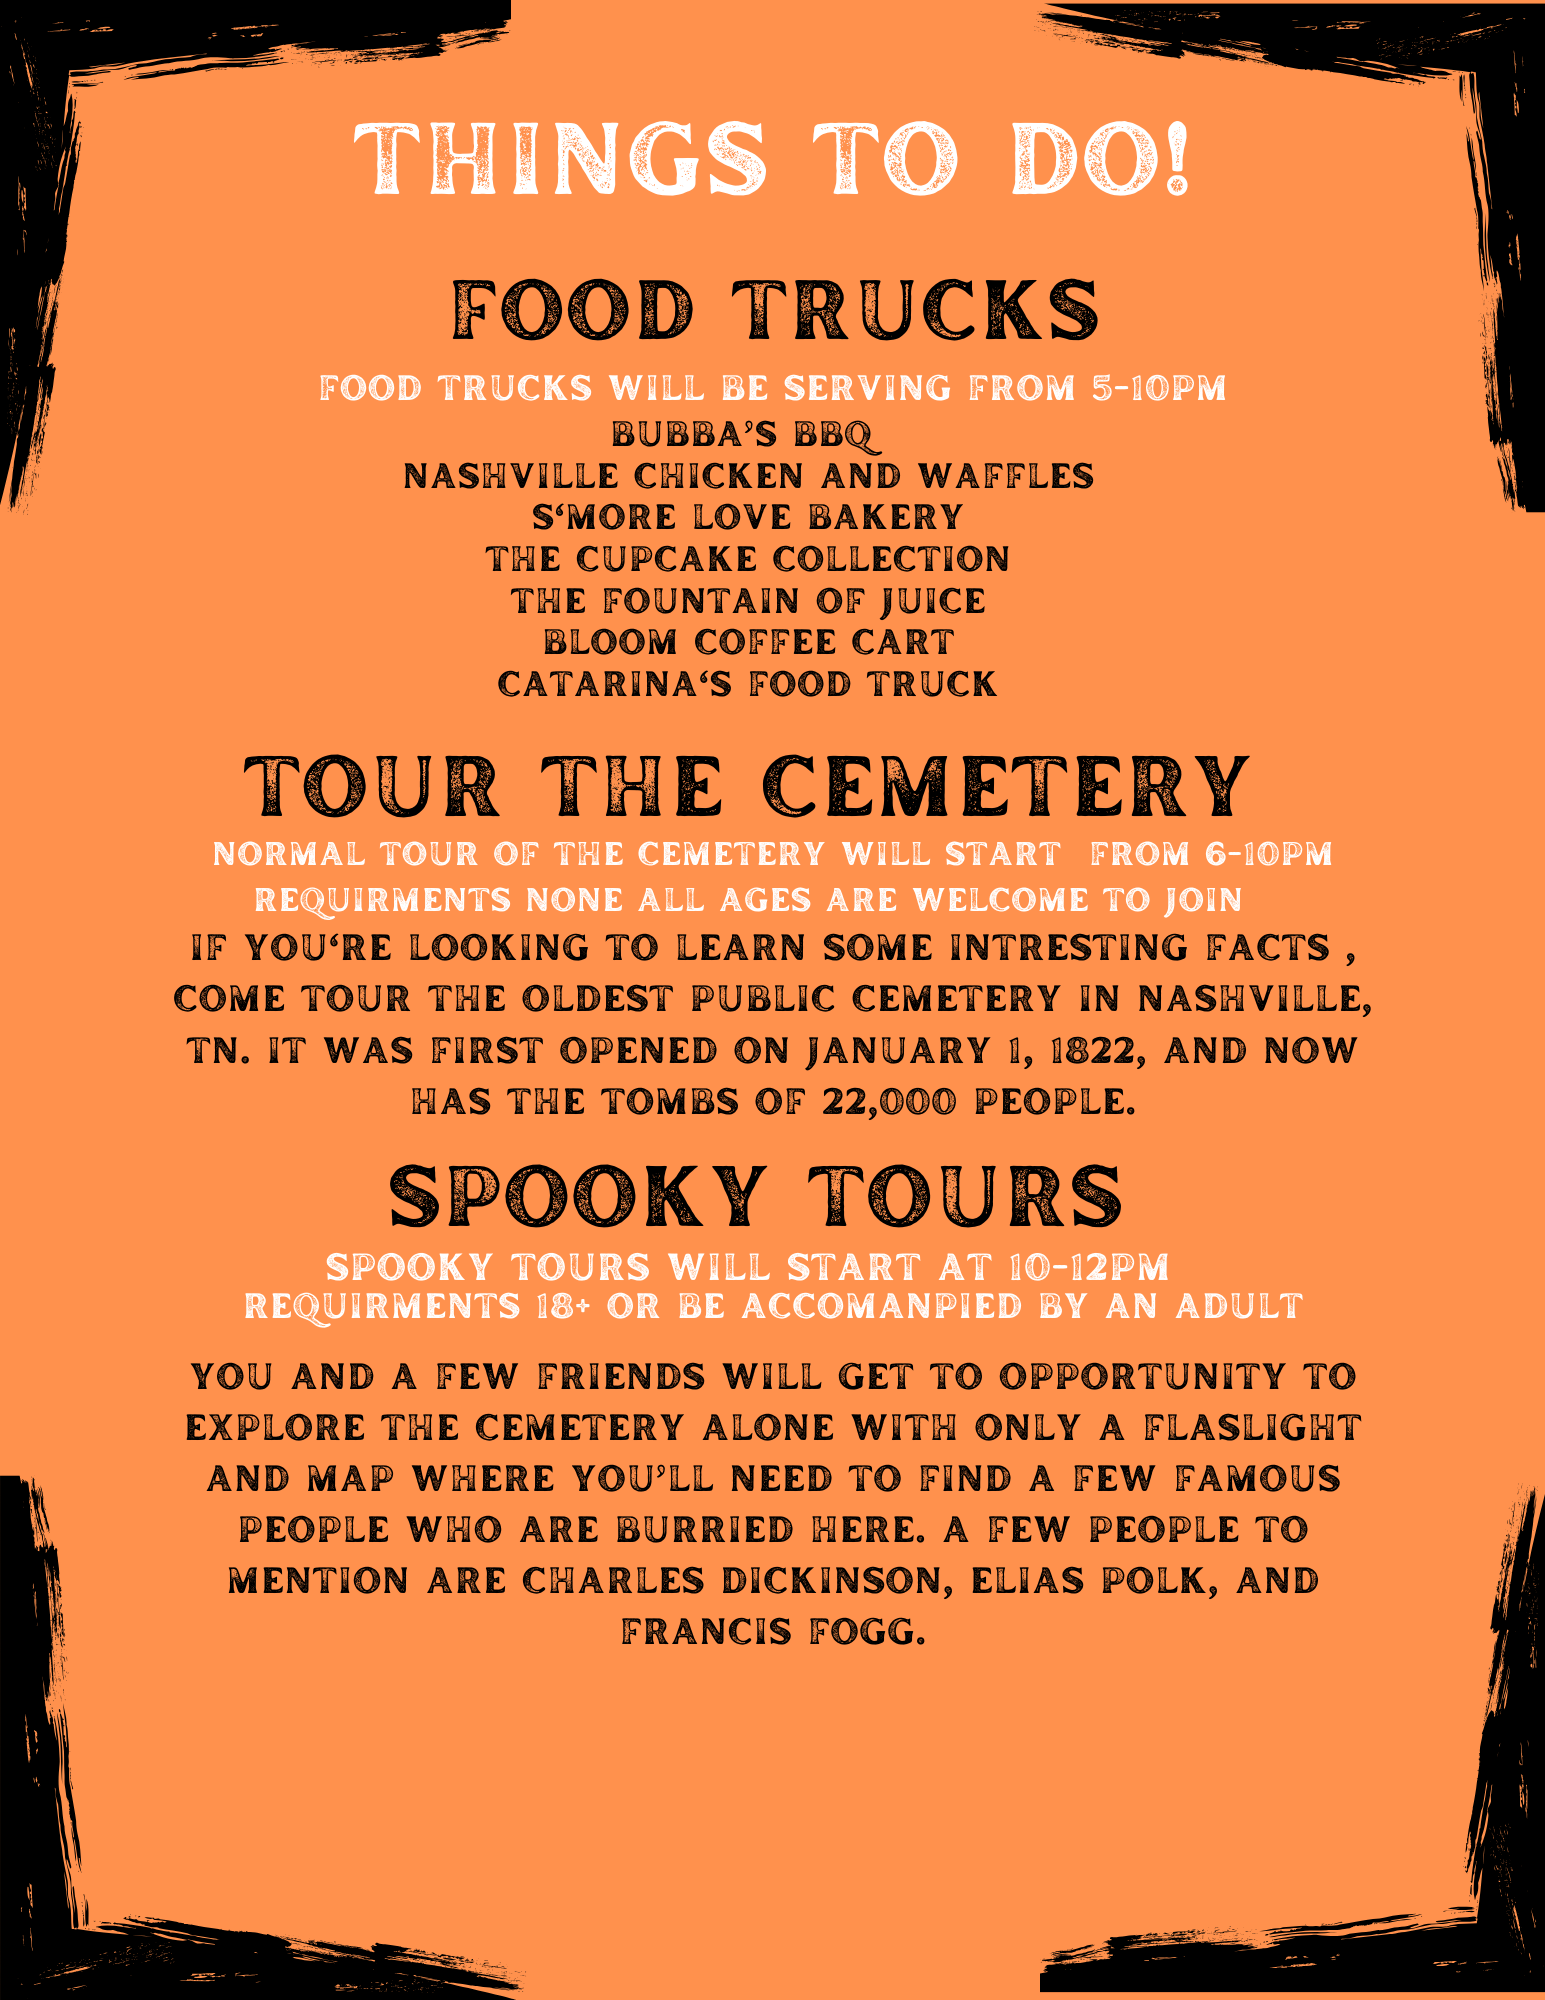 THINGS TO DO!
FOOD TRUCKS
FOOD TRUCKS WILL BE SERVING FROM 5-10PM
BUBBA’S BBQ
NASHVILLE CHICKEN AND WAFFLES
S‘MORE LOVE BAKERY
THE CUPCAKE COLLECTION
THE FOUNTAIN OF JUICE
BLOOM COFFEE CART
CATARINA‘S FOOD TRUCK
TOUR THE CEMETERY
NORMAL TOUR OF THE CEMETERY WILL START FROM 6-10PM
REQUIRMENTS NONE ALL AGES ARE WELCOME TO JOIN
IF YOU‘RE LOOKING TO LEARN SOME INTRESTING FACTS ,
COME TOUR THE OLDEST PUBLIC CEMETERY IN NASHVILLE,
TN. IT WAS FIRST OPENED ON JANUARY 1, 1822, AND NOW
HAS THE TOMBS OF 22,000 PEOPLE.
SPOOKY TOURS
SPOOKY TOURS WILL START AT 10-12PM
REQUIRMENTS 18+ OR BE ACCOMANPIED BY AN ADULT
YOU AND A FEW FRIENDS WILL GET TO OPPORTUNITY TO
EXPLORE THE CEMETERY ALONE WITH ONLY A FLASLIGHT
AND MAP WHERE YOU’LL NEED TO FIND A FEW FAMOUS
PEOPLE WHO ARE BURRIED HERE. A FEW PEOPLE TO
MENTION ARE CHARLES DICKINSON, ELIAS POLK, AND
FRANCIS FOGG.